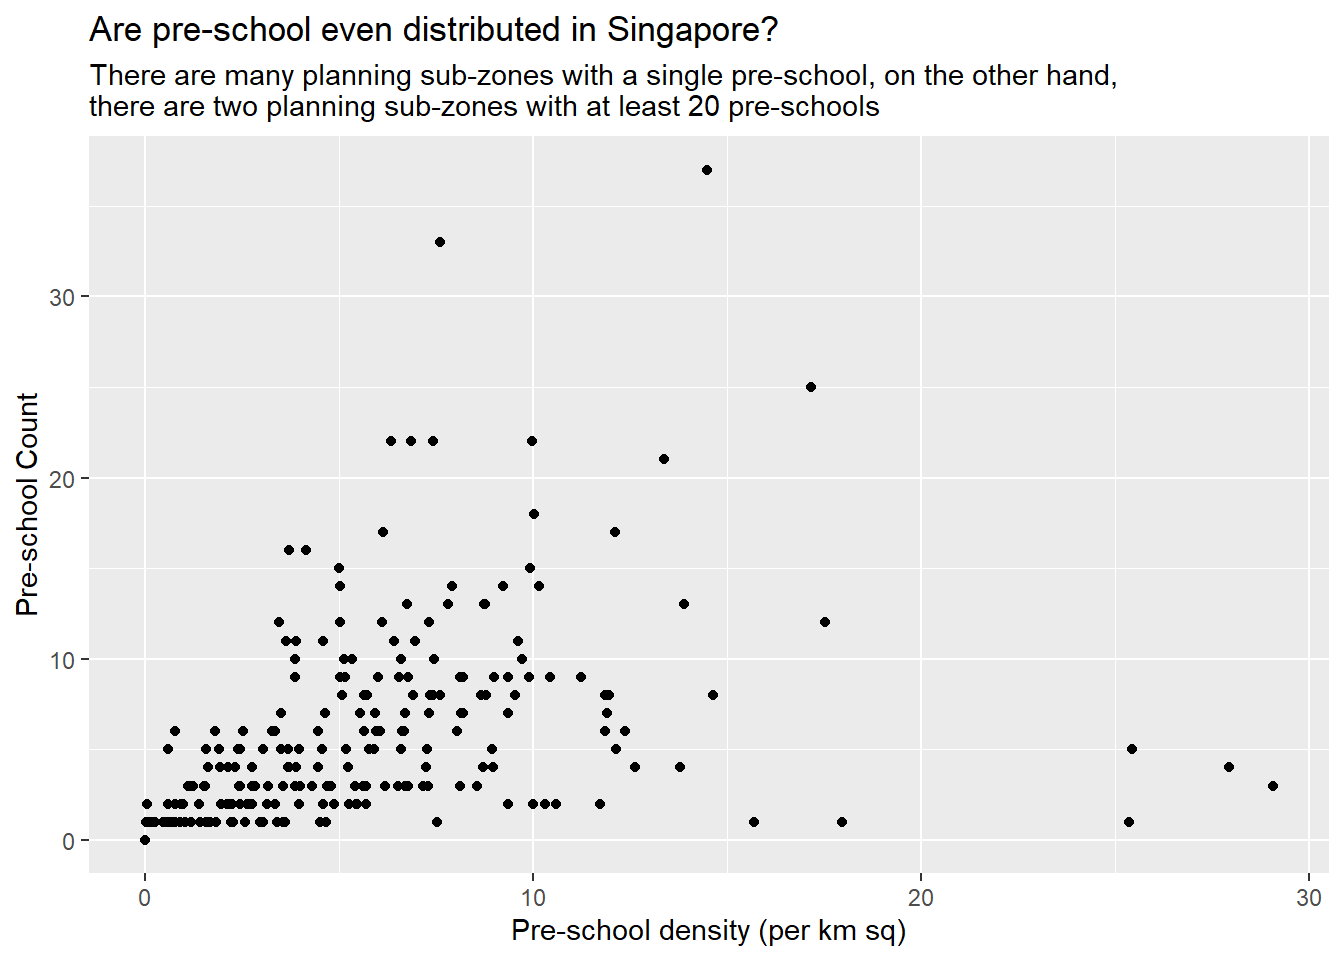 Are pre-school even distributed in Singapore?
There are many planning sub-zones with a single pre-school, on the other hand,
there are two planning sub-zones with at least 20 pre-schools
Pre-school Count
30
20
10
0
0
10
20
30
Pre-school density (per km sq)